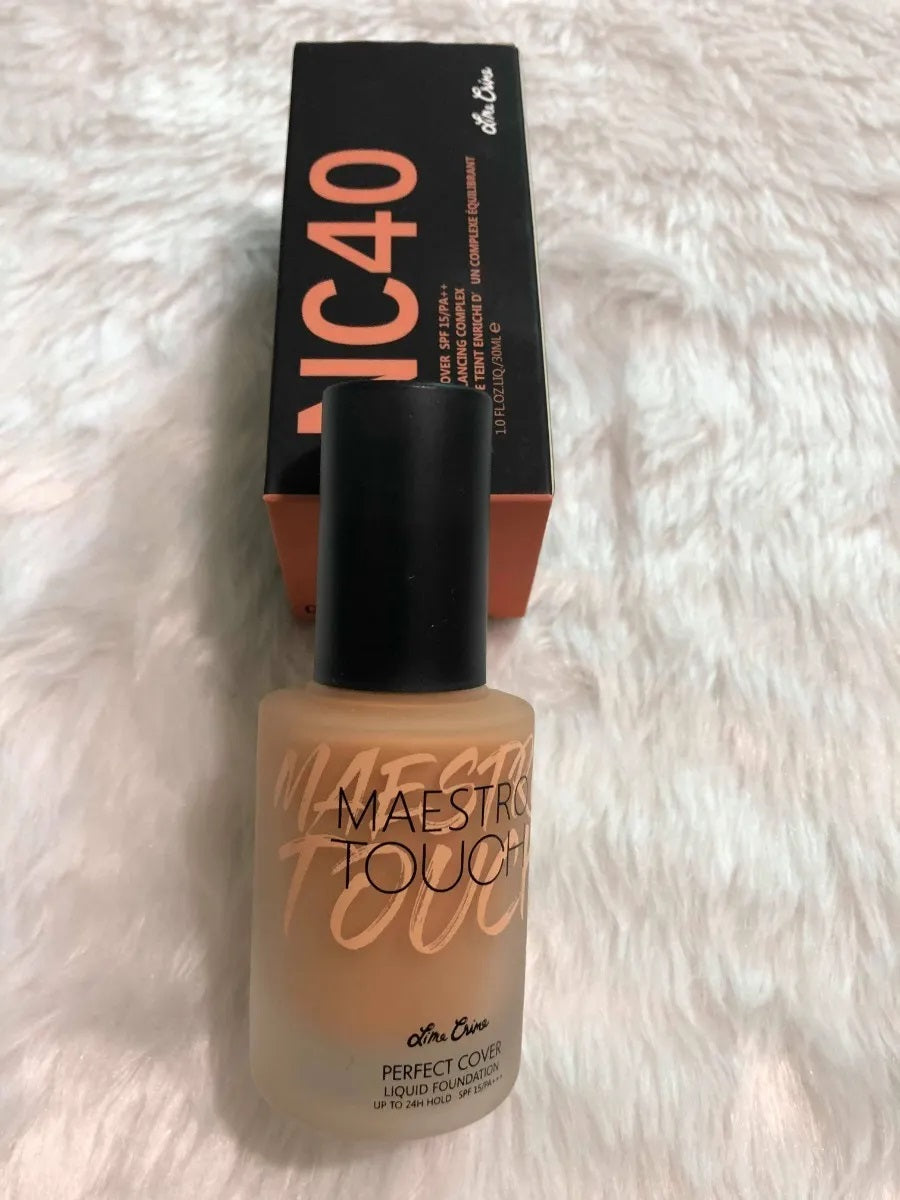 Lime Crime
NC40
OVER SPF 15/PA++
LANCING COMPLEX
E TEINT ENRICHI D' UN COMPLEXE ÉQUILIBRANT
1.0 FL.OZ.LIQ./30ML e
MAESTRO
TOUCH
MAESTRO
TOUCH
Lime Crime
PERFECT COVER
LIQUID FOUNDATION
UP TO 24H HOLD SPF 15/PA+++